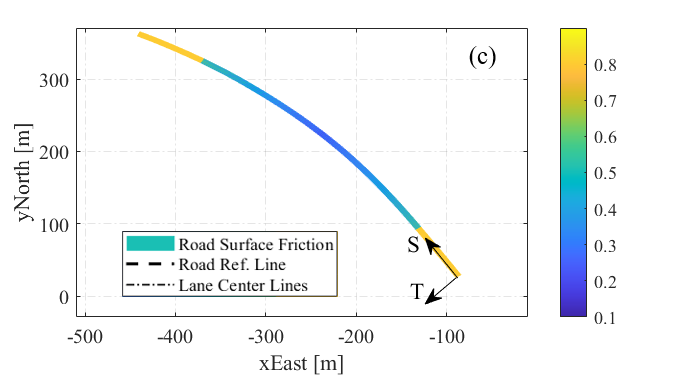 (c)
300
200
100
0
yNorth [m]
-500
-400
-300
-200
-100
xEast [m]
S
T
Road Surface Friction
Road Ref. Line
Lane Center Lines
0.8
0.7
0.6
0.5
0.4
0.3
0.2
0.1